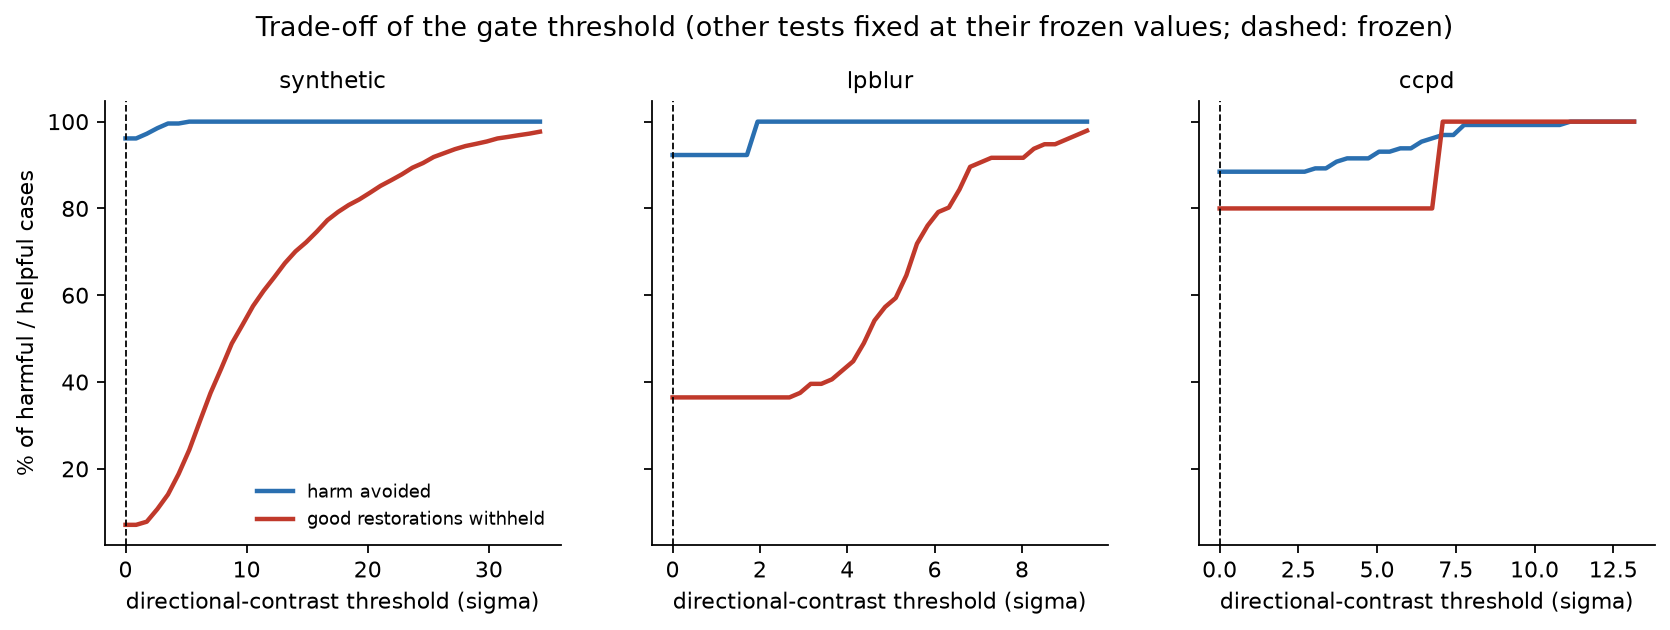 Trade-off of the gate threshold (other tests fixed at their frozen values; dashed: frozen)
synthetic
lpblur
ccpd
% of harmful / helpful cases
100
80
60
40
20
harm avoided
good restorations withheld
0 10 20 30
0 2 4 6 8
0.0 2.5 5.0 7.5 10.0 12.5
directional-contrast threshold (sigma)
directional-contrast threshold (sigma)
directional-contrast threshold (sigma)